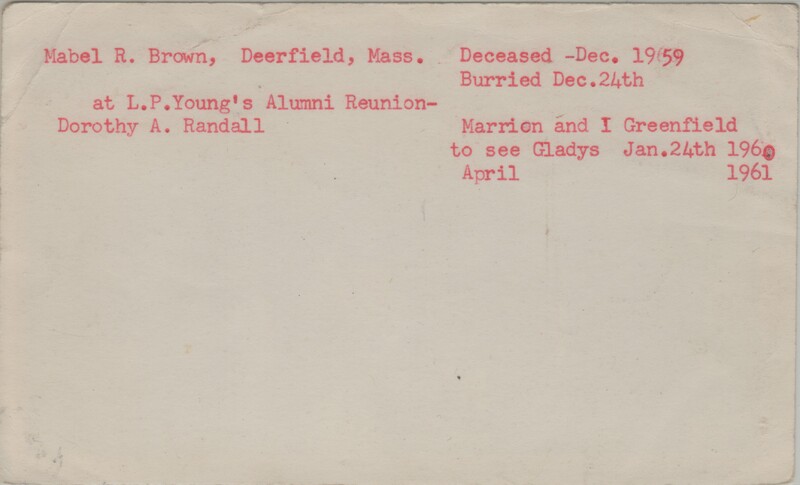 Mabel R. Brown, Deerfield, Mass. Deceased -Dec. 1959
Burried Dec.24th
at L.P.Young's Alumni Reunion-
Dorothy A. Randall Marrion and I Greenfield
to see Gladys Jan.24th 1960
April 1961